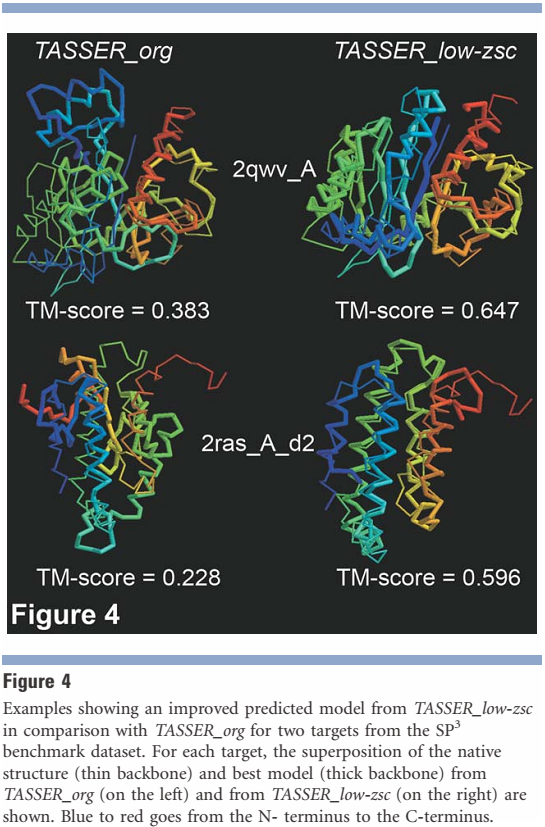 TASSER_org TASSER_low-zsc
2qwv_A
TM-score = 0.383 TM-score = 0.647
2ras_A_d2
TM-score = 0.228 TM-score = 0.596
Figure 4
Figure 4
Examples showing an improved predicted model from TASSER_low-zsc
in comparison with TASSER_org for two targets from the SP³
benchmark dataset. For each target, the superposition of the native
structure (thin backbone) and best model (thick backbone) from
TASSER_org (on the left) and from TASSER_low-zsc (on the right) are
shown. Blue to red goes from the N- terminus to the C-terminus.